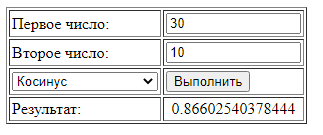 Первое число: 30
Второе число: 10
Косинус Выполнить
Результат: 0.86602540378444